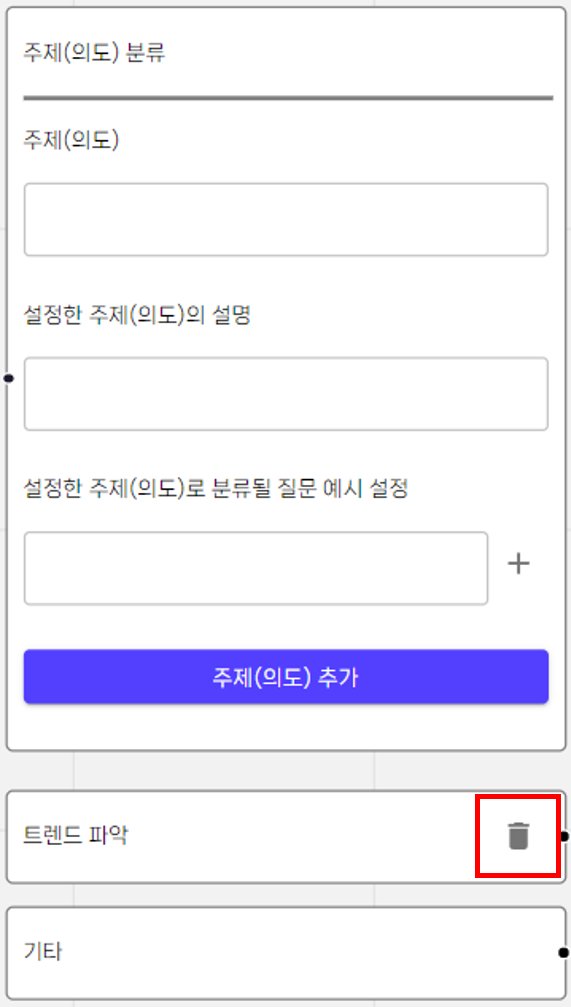 주제(의도) 분류
주제(의도)
설정한 주제(의도)의 설명
설정한 주제(의도)로 분류될 질문 예시 설정
주제(의도) 추가
트렌드 파악
기타